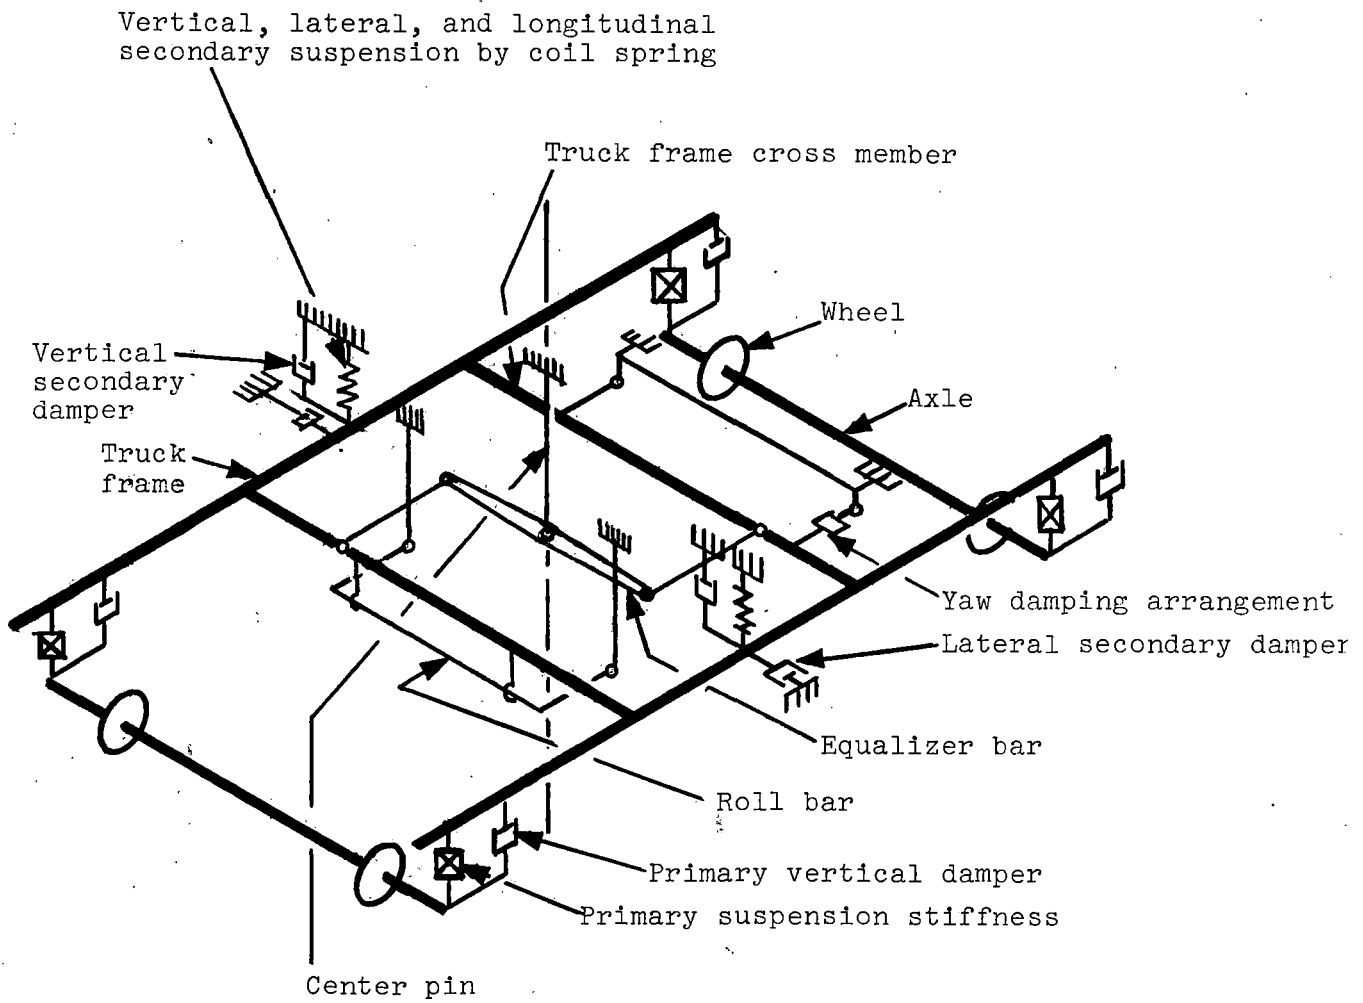 Vertical, lateral, and longitudinal
secondary suspension by coil spring
Truck frame cross member
Wheel
Vertical
secondary
damper
Axle
Truck
frame
Yaw damping arrangement
Lateral secondary damper
Equalizer bar
Roll bar
Primary vertical damper
Primary suspension stiffness
Center pin